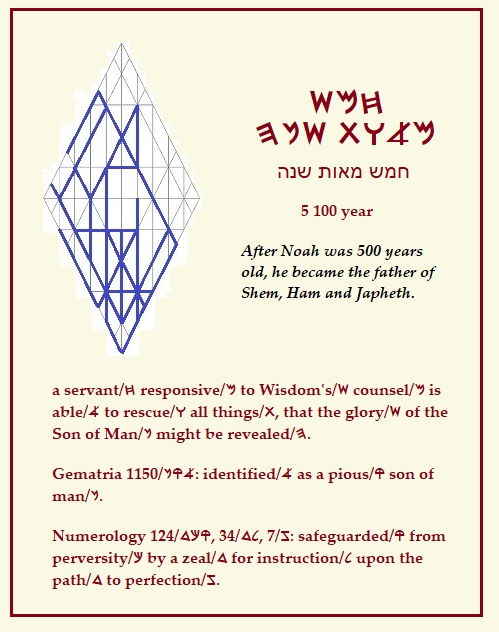 𐤇𐤌𐤔
𐤌𐤀𐤅𐤕 𐤔𐤍𐤄
חמש מאות שנה
5 100 year
After Noah was 500 years
old, he became the father of
Shem, Ham and Japheth.
a servant/𐤇 responsive/𐤌 to Wisdom's/𐤔 counsel/𐤌 is
able/𐤀 to rescue/𐤅 all things/𐤕, that the glory/𐤔 of the
Son of Man/𐤍 might be revealed/𐤄.
Gematria 1150/𐤀𐤒𐤍: identified/𐤀 as a pious/𐤒 son of
man/𐤍.
Numerology 124/𐤒𐤊𐤃, 34/𐤋𐤃, 7/𐤆: safeguarded/𐤒 from
perversity/𐤊 by a zeal/𐤃 for instruction/𐤋 upon the
path/𐤃 to perfection/𐤆.